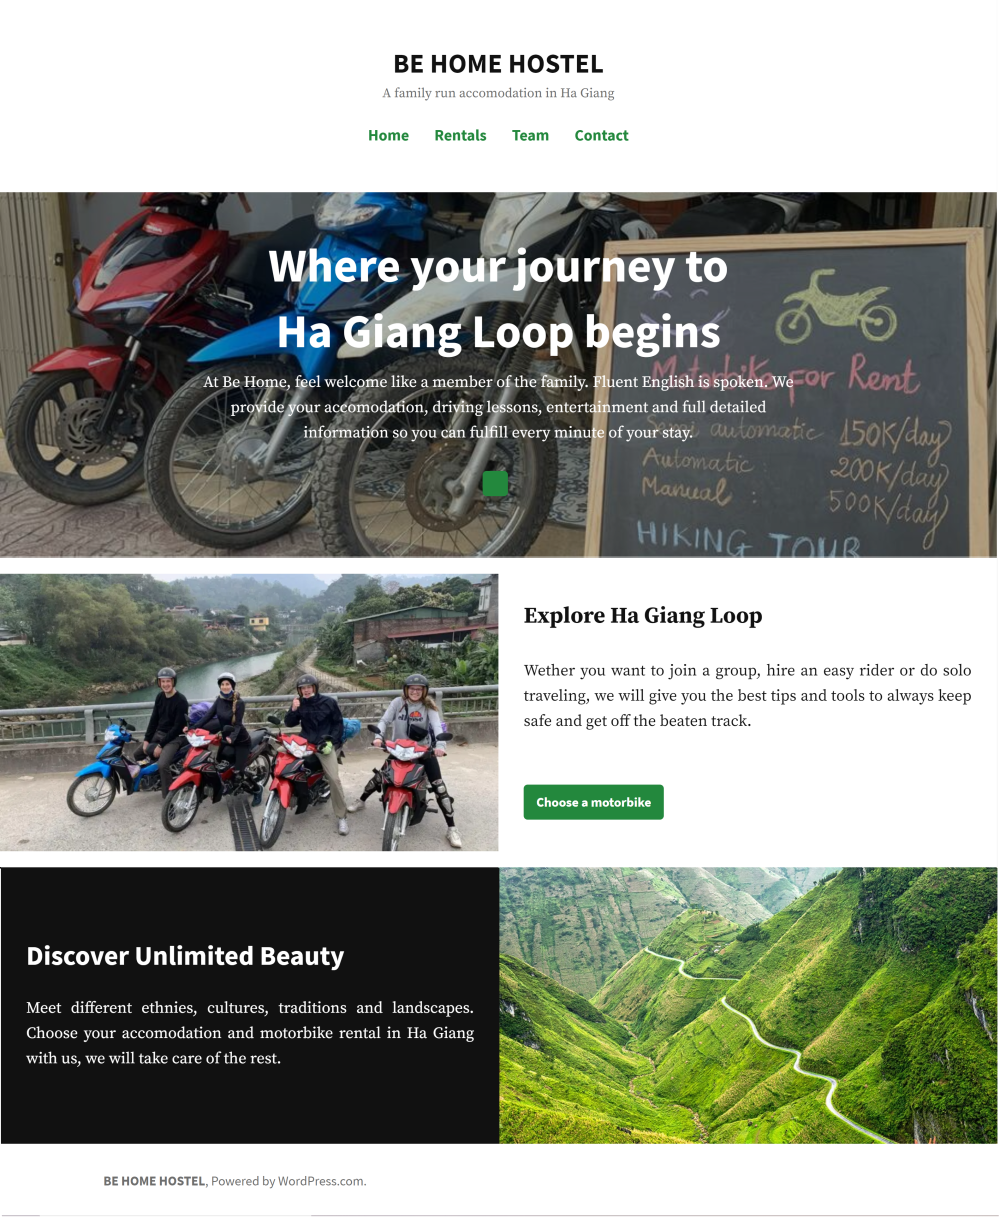 BE HOME HOSTEL
A family run accomodation in Ha Giang
Home Rentals Team Contact
Where your journey to
Ha Giang Loop begins
At Be Home, feel welcome like a member of the family. Fluent English is spoken. We
provide your accomodation, driving lessons, entertainment and full detailed
information so you can fulfill every minute of your stay.
Motorbike For Rent
Semi automatic 150K/day
Automatic : 200K/day
Manual : 500K/day
HIKING TOUR
Explore Ha Giang Loop
Wether you want to join a group, hire an easy rider or do solo
traveling, we will give you the best tips and tools to always keep
safe and get off the beaten track.
Choose a motorbike
Discover Unlimited Beauty
Meet different ethnies, cultures, traditions and landscapes.
Choose your accomodation and motorbike rental in Ha Giang
with us, we will take care of the rest.
BE HOME HOSTEL, Powered by WordPress.com.